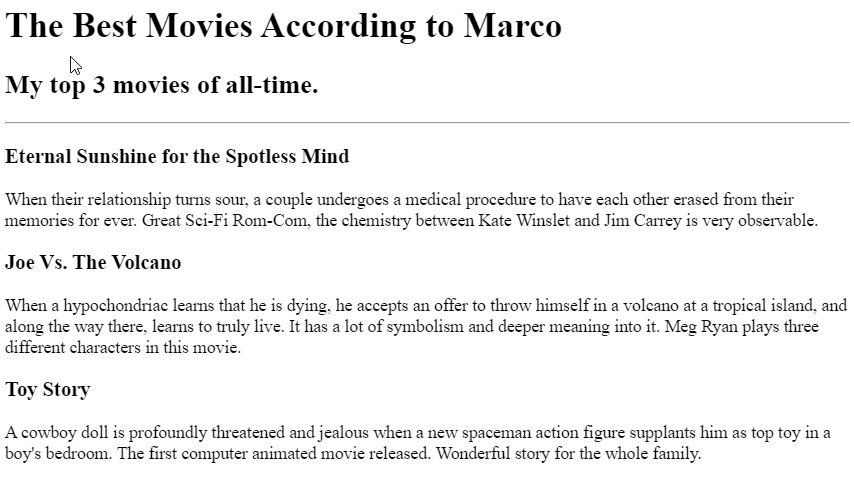 The Best Movies According to Marco
My top 3 movies of all-time.
Eternal Sunshine for the Spotless Mind
When their relationship turns sour, a couple undergoes a medical procedure to have each other erased from their
memories for ever. Great Sci-Fi Rom-Com, the chemistry between Kate Winslet and Jim Carrey is very observable.
Joe Vs. The Volcano
When a hypochondriac learns that he is dying, he accepts an offer to throw himself in a volcano at a tropical island, and
along the way there, learns to truly live. It has a lot of symbolism and deeper meaning into it. Meg Ryan plays three
different characters in this movie.
Toy Story
A cowboy doll is profoundly threatened and jealous when a new spaceman action figure supplants him as top toy in a
boy's bedroom. The first computer animated movie released. Wonderful story for the whole family.